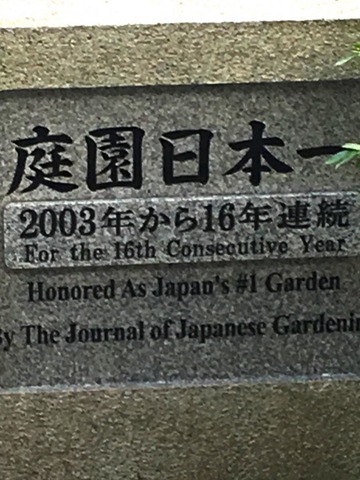 庭園日本一
2003年から16年連続
For the 16th Consecutive Year
Honored As Japan's #1 Garden
By The Journal of Japanese Gardening